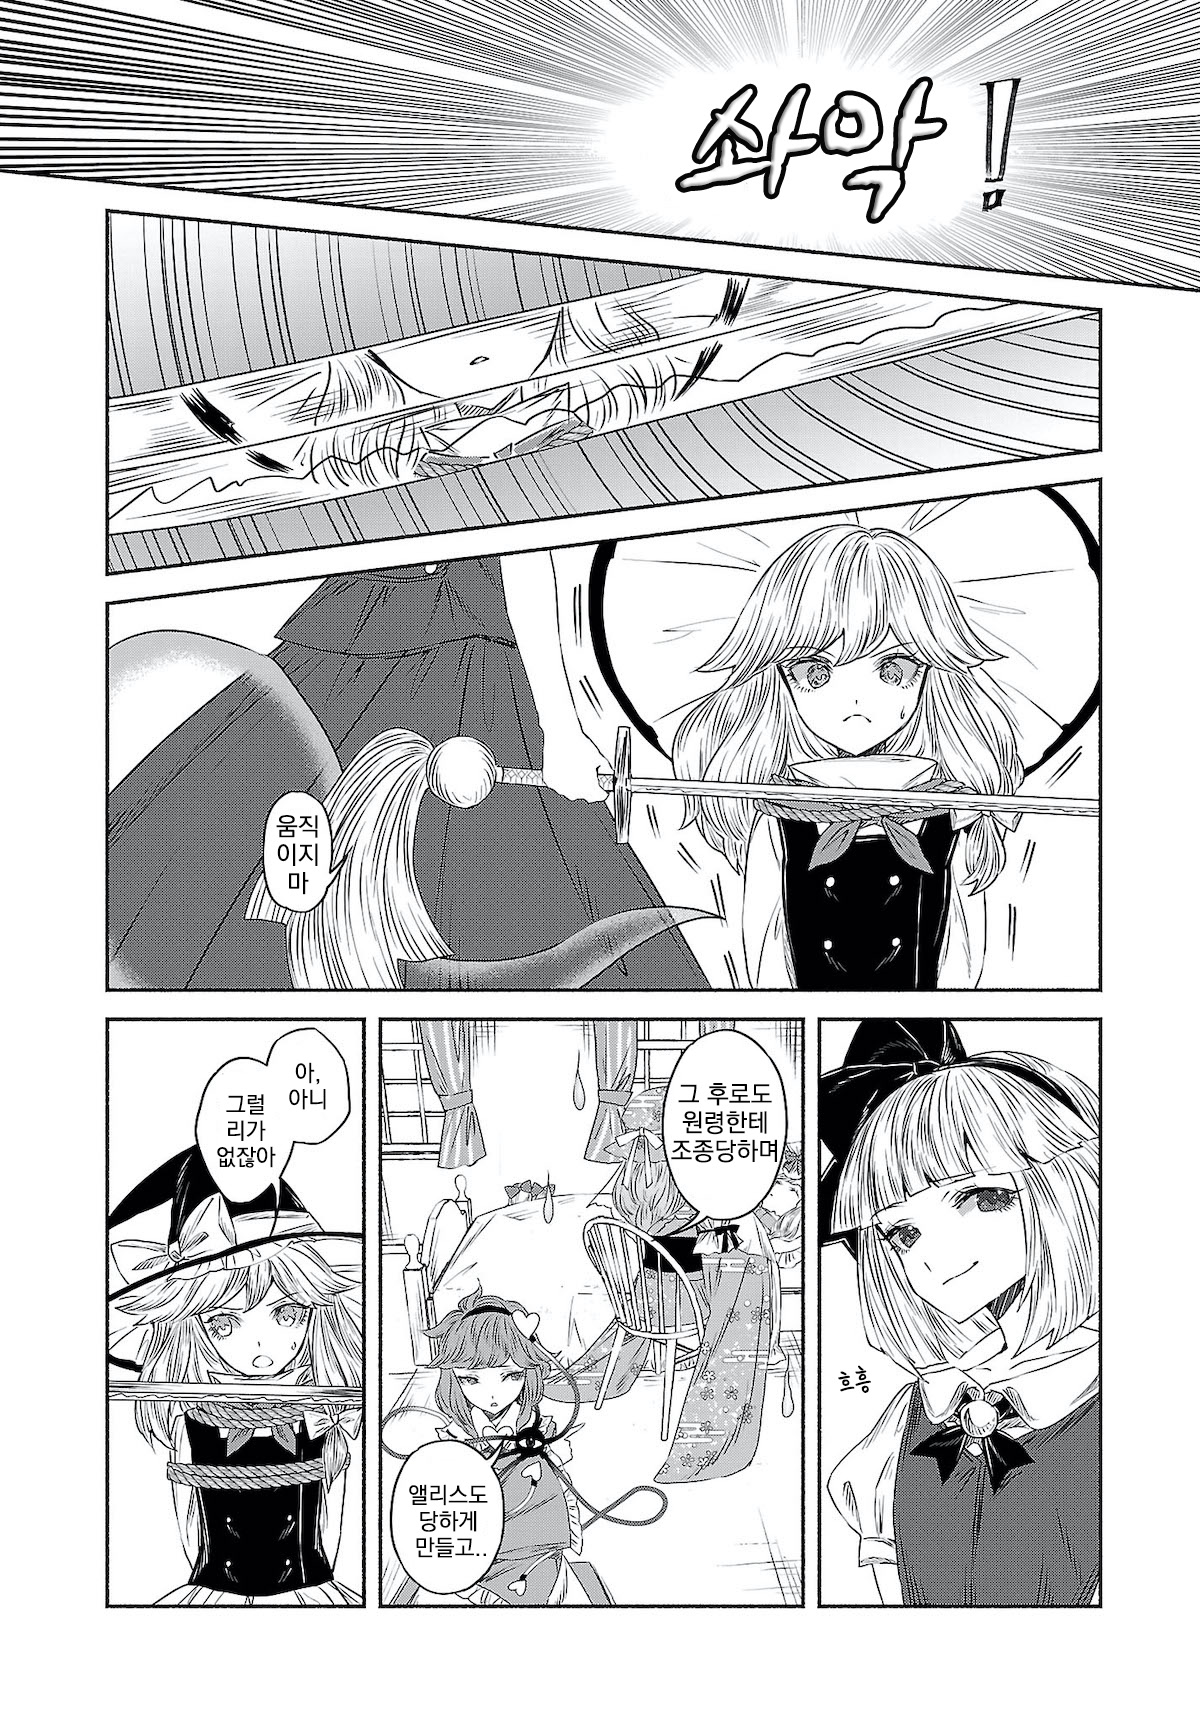 촤악!
움직
이지
마
흐흥
그 후로도
원령한테
조종당하며
앨리스도
당하게
만들고..
아,
아니
그럴
리가
없잖아